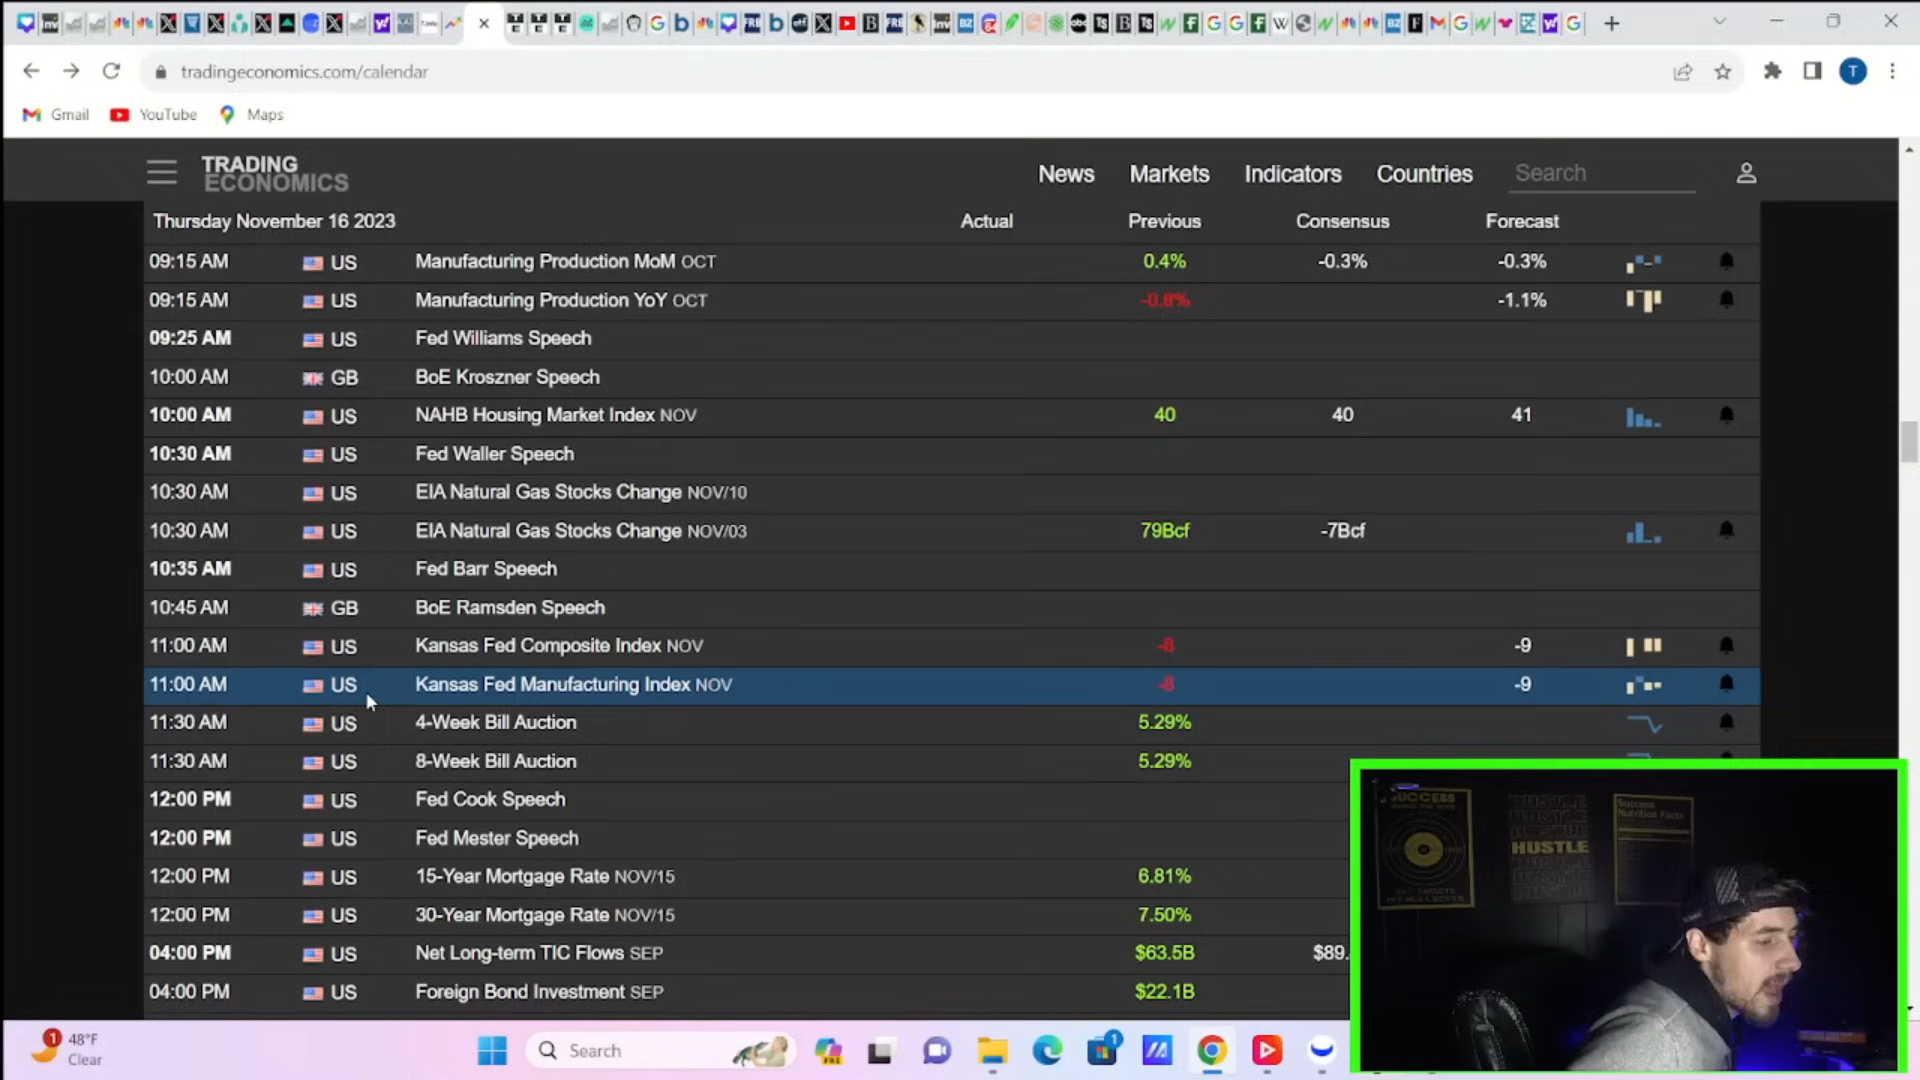 tradingeconomics.com/calendar
T
Gmail YouTube Maps
TRADING ECONOMICS
News Markets Indicators Countries Search
Thursday November 16 2023 Actual Previous Consensus Forecast
09:15 AM US Manufacturing Production MoM OCT 0.4% -0.3% -0.3%
09:15 AM US Manufacturing Production YoY OCT -0.8% -1.1%
09:25 AM US Fed Williams Speech
10:00 AM GB BoE Kroszner Speech
10:00 AM US NAHB Housing Market Index NOV 40 40 41
10:30 AM US Fed Waller Speech
10:30 AM US EIA Natural Gas Stocks Change NOV/10
10:30 AM US EIA Natural Gas Stocks Change NOV/03 79Bcf -7Bcf
10:35 AM US Fed Barr Speech
10:45 AM GB BoE Ramsden Speech
11:00 AM US Kansas Fed Composite Index NOV -8 -9
11:00 AM US Kansas Fed Manufacturing Index NOV -8 -9
11:30 AM US 4-Week Bill Auction 5.29%
11:30 AM US 8-Week Bill Auction 5.29%
12:00 PM US Fed Cook Speech
12:00 PM US Fed Mester Speech
12:00 PM US 15-Year Mortgage Rate NOV/15 6.81%
12:00 PM US 30-Year Mortgage Rate NOV/15 7.50%
04:00 PM US Net Long-term TIC Flows SEP $63.5B $89.
04:00 PM US Foreign Bond Investment SEP $22.1B
SUCCESS
HUSTLE
Success
Nutrition Facts
1 48°F
Clear
Search
1